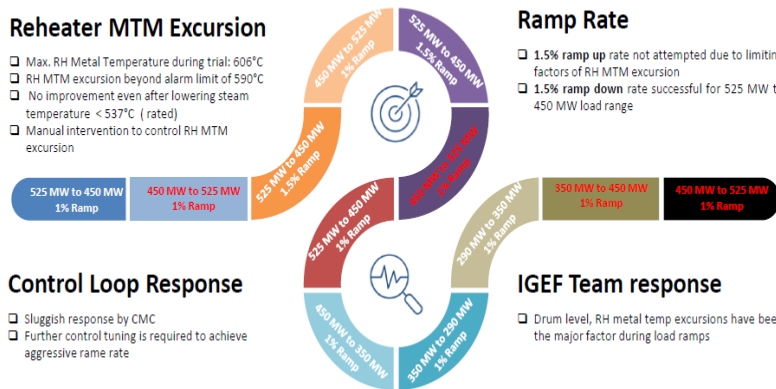 Reheater MTM Excursion
Max. RH Metal Temperature during trial: 606°C
RH MTM excursion beyond alarm limit of 590°C
No improvement even after lowering steam
temperature < 537°C ( rated)
Manual intervention to control RH MTM
excursion
Ramp Rate
1.5% ramp up rate not attempted due to limiting
factors of RH MTM excursion
1.5% ramp down rate successful for 525 MW t
450 MW load range
525 MW to 450 MW
1% Ramp
450 MW to 525 MW
1% Ramp
525 MW to 450 MW
1.5% Ramp
450 MW to 525 MW
1% Ramp
525 MW to 450 MW
1.5% Ramp
MW to 525 MW
1% Ramp
525 MW to 450 MW
1% Ramp
450 MW to 350 MW
1% Ramp
350 MW to 290 MW
1% Ramp
290 MW to 350 MW
1% Ramp
350 MW to 450 MW
1% Ramp
450 MW to 525 MW
1% Ramp
Control Loop Response
Sluggish response by CMC
Further control tuning is required to achieve
aggressive rame rate
IGEF Team response
Drum level, RH metal temp excursions have bee
the major factor during load ramps